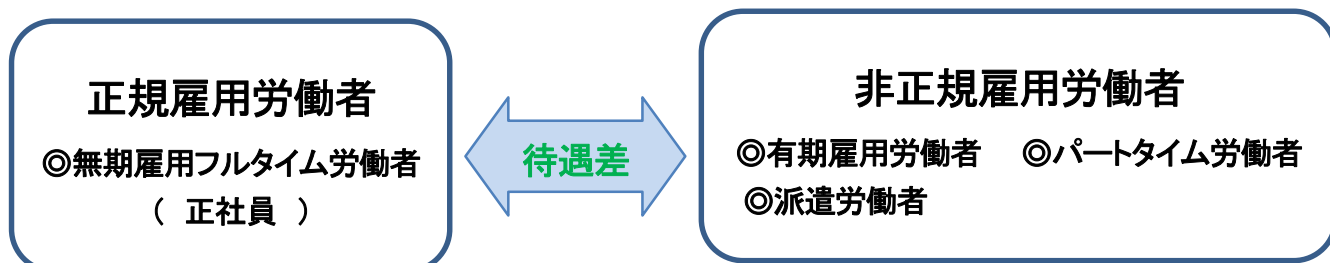 正規雇用労働者
◎無期雇用フルタイム労働者
（ 正社員 ）
待遇差
非正規雇用労働者
◎有期雇用労働者 ◎パートタイム労働者
◎派遣労働者